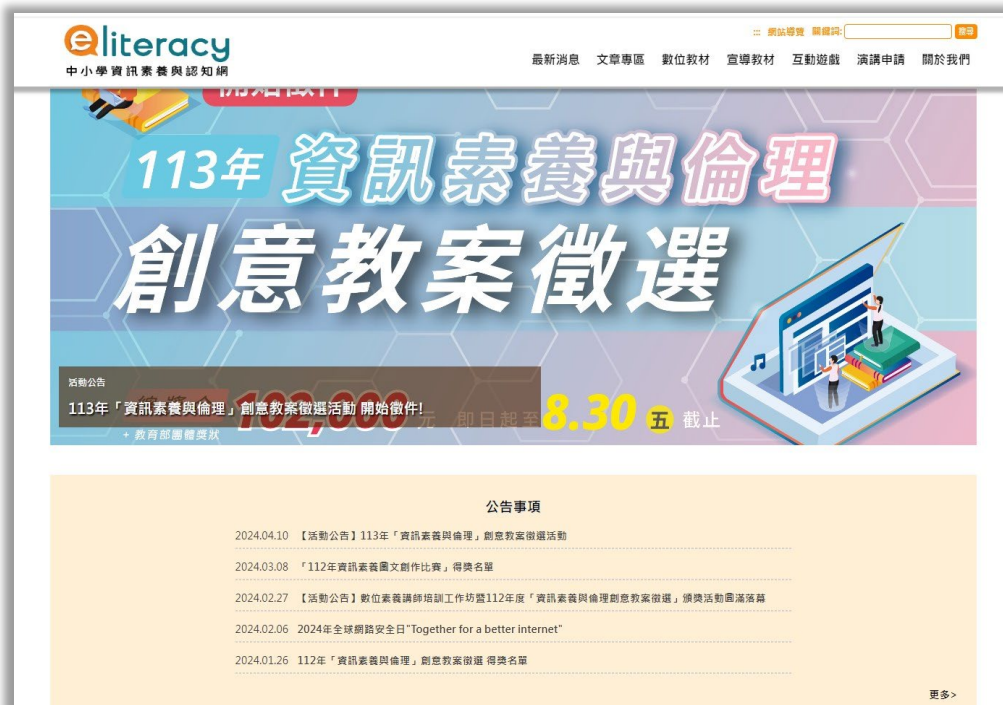 eliteracy
中小學資訊素養與認知網
::: 網站導覽 關鍵詞: 搜尋
最新消息 文章專區 數位教材 宣導教材 互動遊戲 演講申請 關於我們
開始徵件
113年 資訊素養與倫理
創意教案徵選
活動公告
113年「資訊素養與倫理」創意教案徵選活動 開始徵件!
102,000元 即日起至8.30 五 截止
+ 教育部團體獎狀
公告事項
2024.04.10 【活動公告】113年「資訊素養與倫理」創意教案徵選活動
2024.03.08 「112年資訊素養圖文創作比賽」得獎名單
2024.02.27 【活動公告】數位素養講師培訓工作坊暨112年度「資訊素養與倫理創意教案徵選」頒獎活動圓滿落幕
2024.02.06 2024年全球網路安全日"Together for a better internet"
2024.01.26 112年「資訊素養與倫理」創意教案徵選 得獎名單
更多>